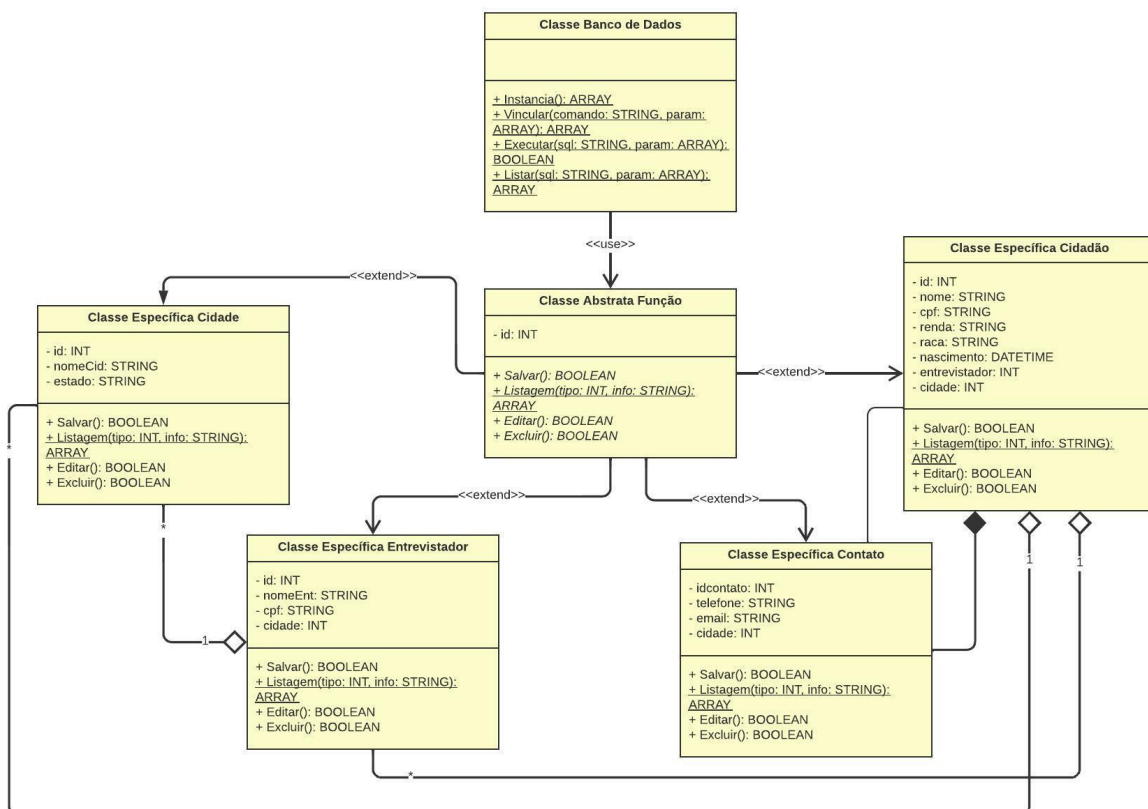 Classe Banco de Dados
+ Instancia(): ARRAY
+ Vincular(comando: STRING, param:
ARRAY): ARRAY
+ Executar(sql: STRING, param: ARRAY):
BOOLEAN
+ Listar(sql: STRING, param: ARRAY):
ARRAY
<<use>>
<<extend>>
Classe Específica Cidade
- id: INT
- nomeCid: STRING
- estado: STRING
+ Salvar(): BOOLEAN
+ Listagem(tipo: INT, info: STRING):
ARRAY
+ Editar(): BOOLEAN
+ Excluir(): BOOLEAN
Classe Abstrata Função
- id: INT
+ Salvar(): BOOLEAN
+ Listagem(tipo: INT, info: STRING):
ARRAY
+ Editar(): BOOLEAN
+ Excluir(): BOOLEAN
<<extend>>
Classe Específica Cidadão
- id: INT
- nome: STRING
- cpf: STRING
- renda: STRING
- raca: STRING
- nascimento: DATETIME
- entrevistador: INT
- cidade: INT
+ Salvar(): BOOLEAN
+ Listagem(tipo: INT, info: STRING):
ARRAY
+ Editar(): BOOLEAN
+ Excluir(): BOOLEAN
*
*
1
<<extend>>
<<extend>>
Classe Específica Entrevistador
- id: INT
- nomeEnt: STRING
- cpf: STRING
- cidade: INT
+ Salvar(): BOOLEAN
+ Listagem(tipo: INT, info: STRING):
ARRAY
+ Editar(): BOOLEAN
+ Excluir(): BOOLEAN
Classe Específica Contato
- idcontato: INT
- telefone: STRING
- email: STRING
- cidade: INT
+ Salvar(): BOOLEAN
+ Listagem(tipo: INT, info: STRING):
ARRAY
+ Editar(): BOOLEAN
+ Excluir(): BOOLEAN
1
1
*